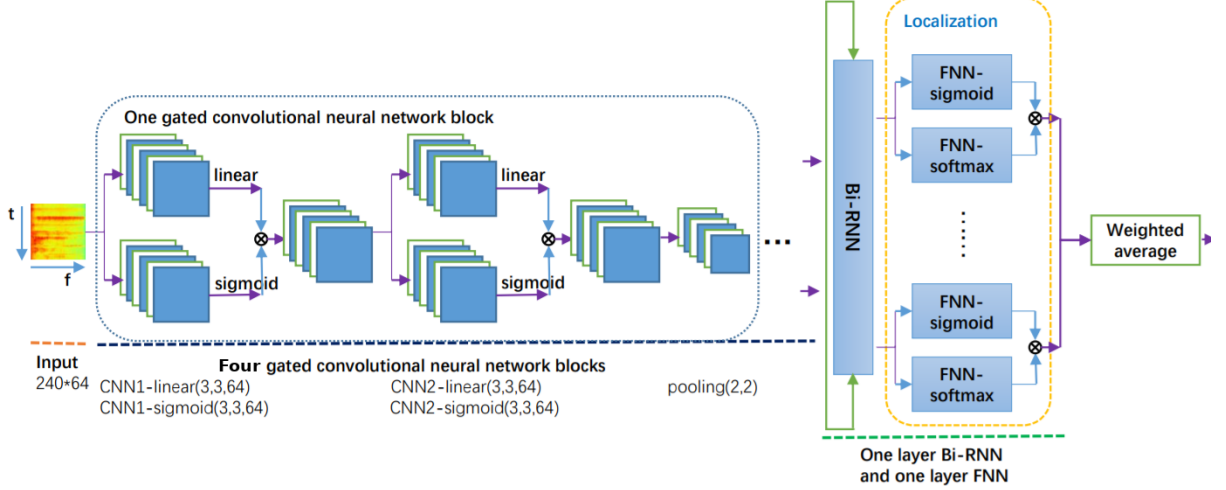 Localization
FNN-
sigmoid
FNN-
softmax
One gated convolutional neural network block
linear
linear
t
f
sigmoid
sigmoid
...
Bi-RNN
......
Weighted
average
FNN-
sigmoid
FNN-
softmax
Input
240*64
Four gated convolutional neural network blocks
CNN1-linear(3,3,64)
CNN1-sigmoid(3,3,64)
CNN2-linear(3,3,64)
CNN2-sigmoid(3,3,64)
pooling(2,2)
One layer Bi-RNN
and one layer FNN